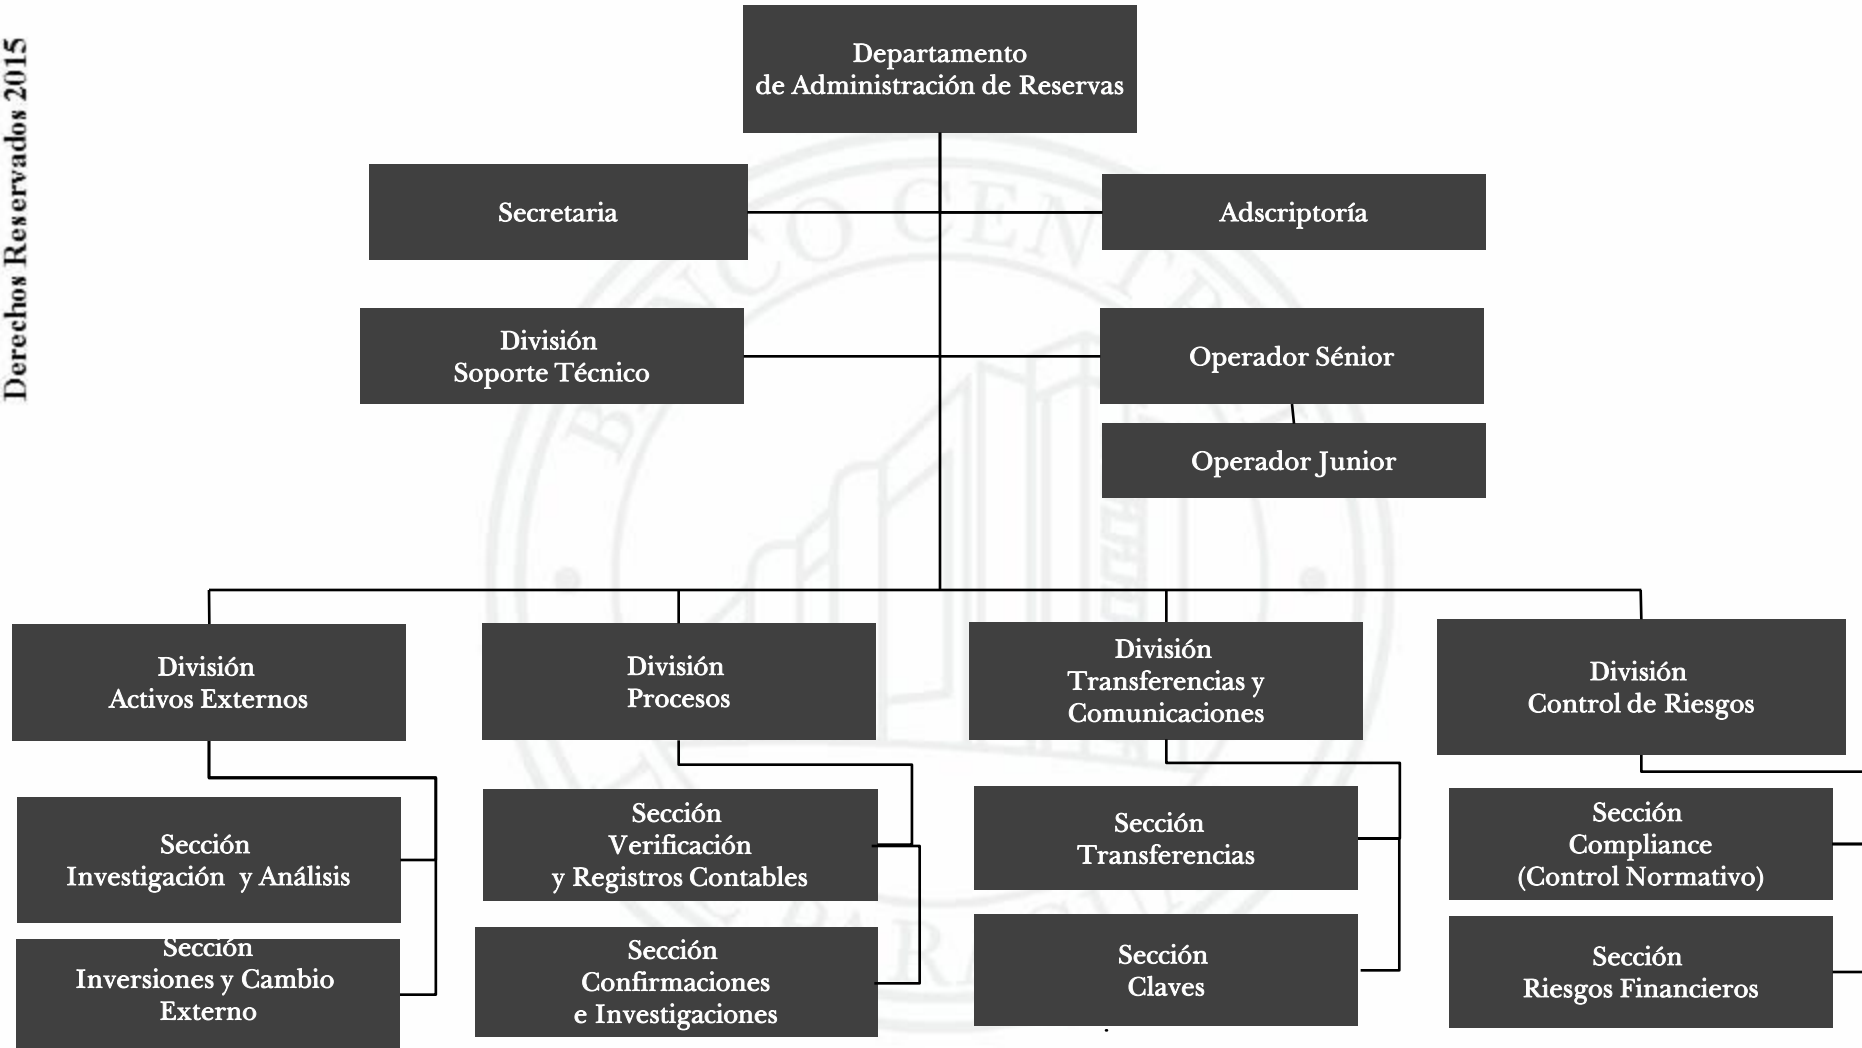 Derechos Reservados 2015
Departamento
de Administración de Reservas
Secretaria
Adscriptoría
División
Soporte Técnico
Operador Sénior
Operador Junior
División
Activos Externos
División
Procesos
División
Transferencias y
Comunicaciones
División
Control de Riesgos
Sección
Investigación y Análisis
Sección
Verificación
y Registros Contables
Sección
Transferencias
Sección
Compliance
(Control Normativo)
Sección
Inversiones y Cambio
Externo
Sección
Confirmaciones
e Investigaciones
Sección
Claves
Sección
Riesgos Financieros
BANCO CENTR